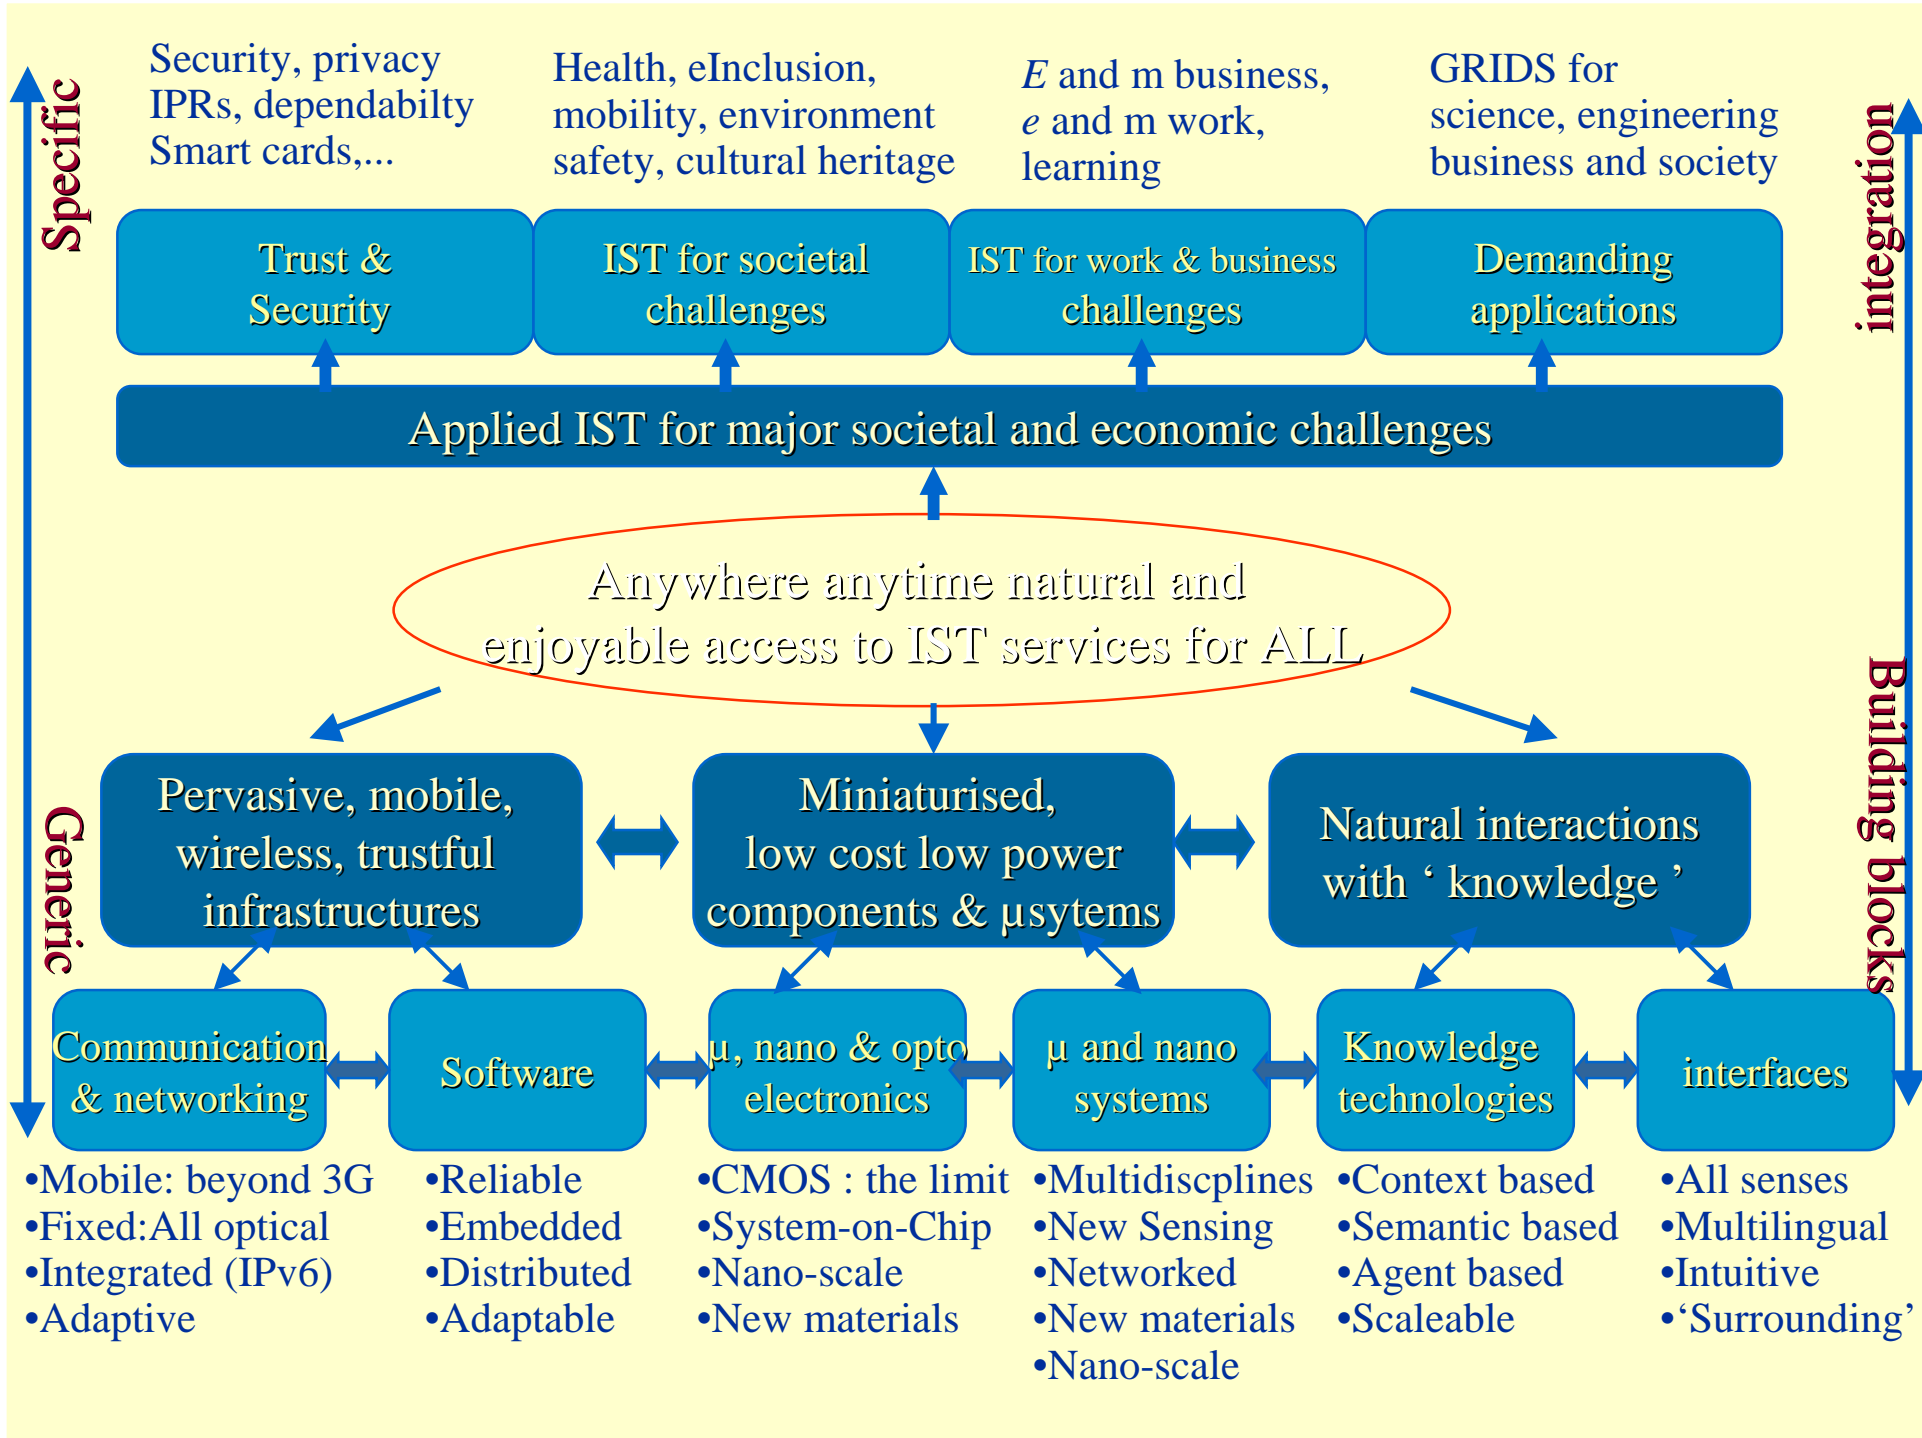 Security, privacy
IPRs, dependabilty
Smart cards,...
Health, eInclusion,
mobility, environment
safety, cultural heritage
E and m business,
e and m work,
learning
GRIDS for
science, engineering
business and society
Specific
integration
Trust &
Security
IST for societal
challenges
IST for work & business
challenges
Demanding
applications
Applied IST for major societal and economic challenges
Anywhere anytime natural and
enjoyable access to IST services for ALL
Generic
Building blocks
Pervasive, mobile,
wireless, trustful
infrastructures
Miniaturised,
low cost low power
components & µsytems
Natural interactions
with ‘ knowledge ’
Communication
& networking
Software
µ, nano & opto
electronics
µ and nano
systems
Knowledge
technologies
interfaces
•Mobile: beyond 3G
•Fixed:All optical
•Integrated (IPv6)
•Adaptive
•Reliable
•Embedded
•Distributed
•Adaptable
•CMOS : the limit
•System-on-Chip
•Nano-scale
•New materials
•Multidiscplines
•New Sensing
•Networked
•New materials
•Nano-scale
•Context based
•Semantic based
•Agent based
•Scaleable
•All senses
•Multilingual
•Intuitive
•‘Surrounding’